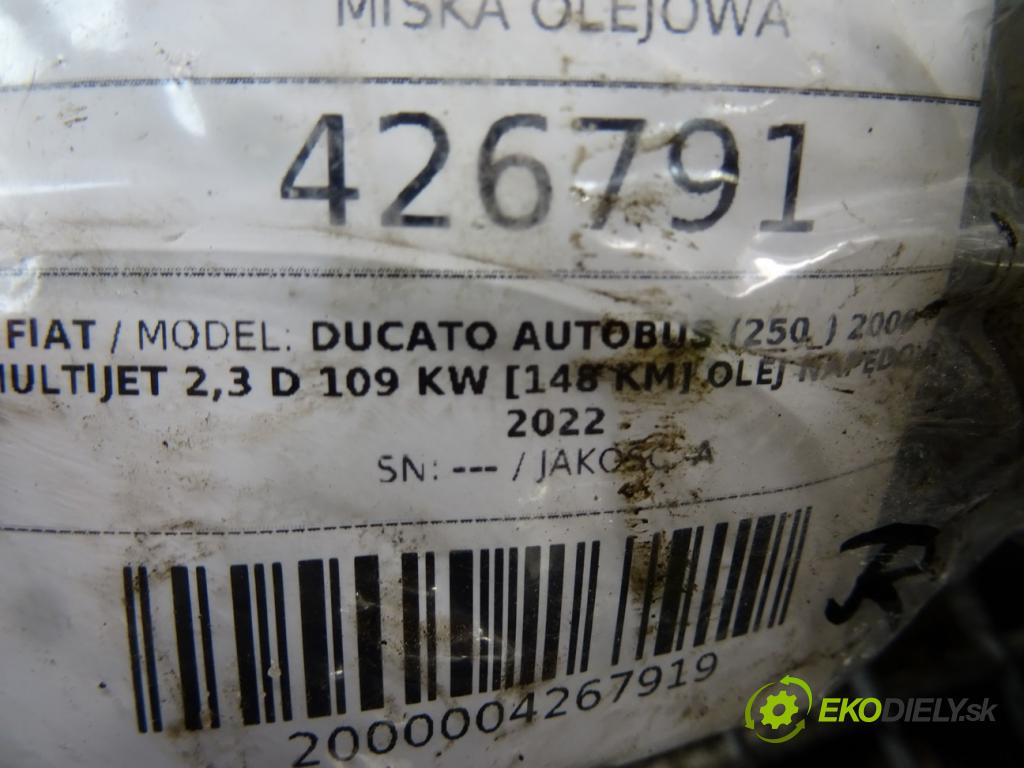 MISKA OLEJOWA
426791
FIAT / MODEL: DUCATO AUTOBUS (250_) 2006
MULTIJET 2,3 D 109 KW [148 KM] OLEJ NAPĘDOW
2022
SN: --- / JAKOŚĆ: A
2000004267919
EKODIELY.sk